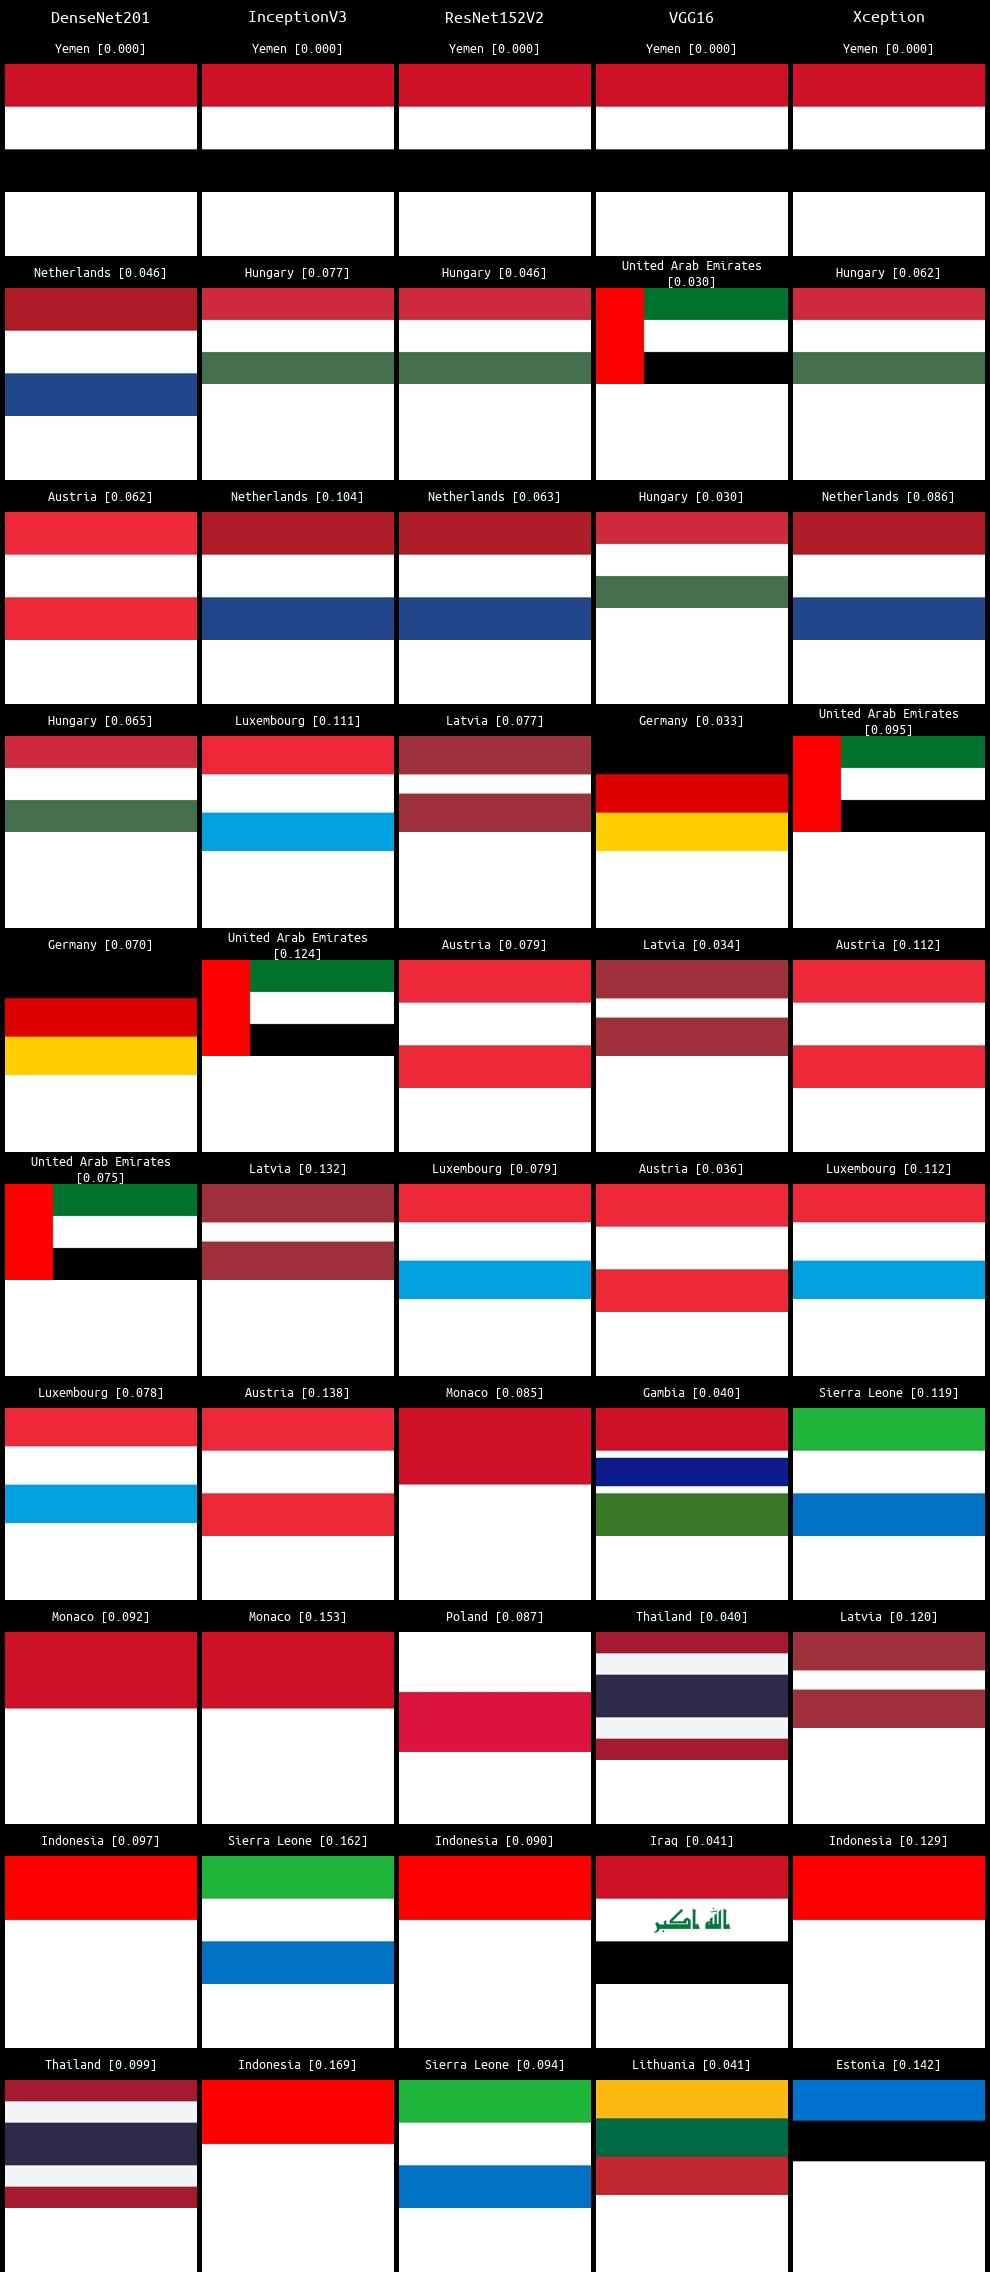 DenseNet201 InceptionV3 ResNet152V2 VGG16 Xception
Yemen [0.000] Yemen [0.000] Yemen [0.000] Yemen [0.000] Yemen [0.000]
Netherlands [0.046] Hungary [0.077] Hungary [0.046] United Arab Emirates [0.030] Hungary [0.062]
Austria [0.062] Netherlands [0.104] Netherlands [0.063] Hungary [0.030] Netherlands [0.086]
Hungary [0.065] Luxembourg [0.111] Latvia [0.077] Germany [0.033] United Arab Emirates [0.095]
Germany [0.070] United Arab Emirates [0.124] Austria [0.079] Latvia [0.034] Austria [0.112]
United Arab Emirates [0.075] Latvia [0.132] Luxembourg [0.079] Austria [0.036] Luxembourg [0.112]
Luxembourg [0.078] Austria [0.138] Monaco [0.085] Gambia [0.040] Sierra Leone [0.119]
Monaco [0.092] Monaco [0.153] Poland [0.087] Thailand [0.040] Latvia [0.120]
Indonesia [0.097] Sierra Leone [0.162] Indonesia [0.090] Iraq [0.041] Indonesia [0.129]
الله اكبر
Thailand [0.099] Indonesia [0.169] Sierra Leone [0.094] Lithuania [0.041] Estonia [0.142]